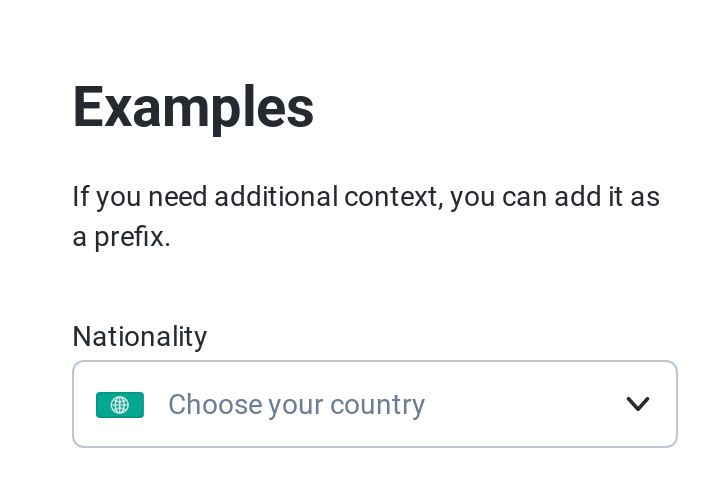 Examples
If you need additional context, you can add it as
a prefix.
Nationality
Choose your country